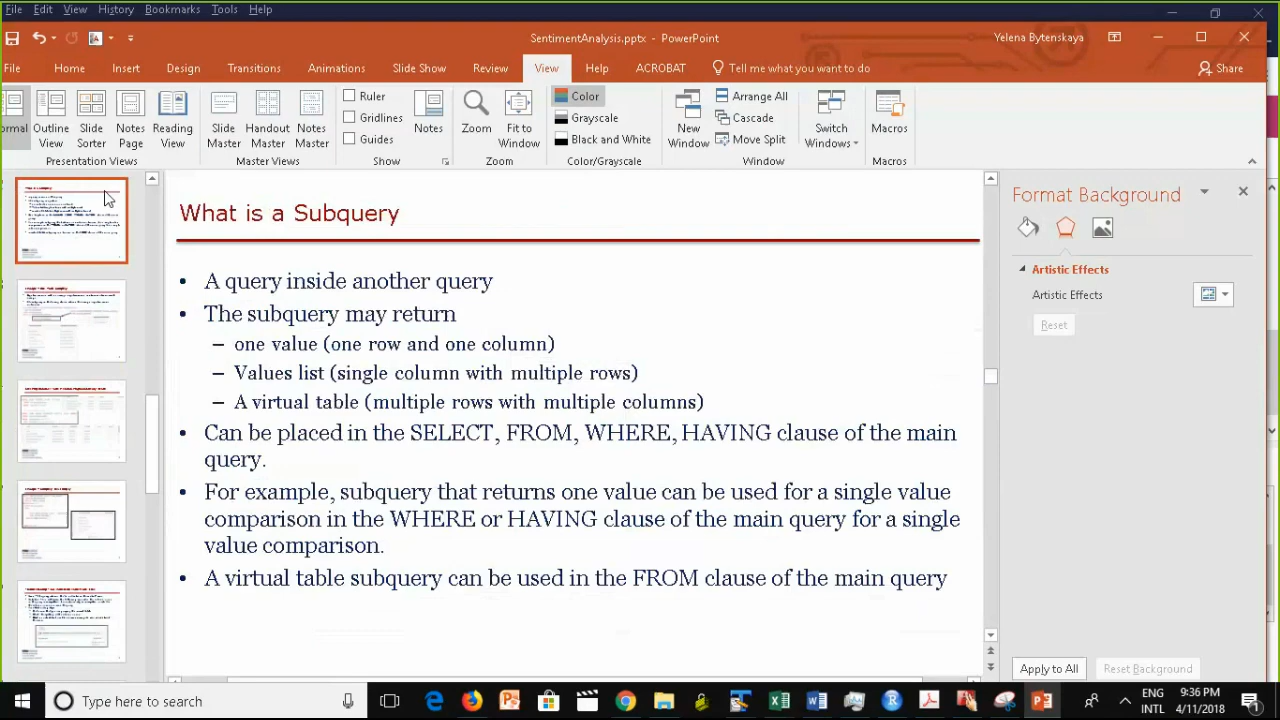 File Edit View History Bookmarks Tools Help
SentimentAnalysis.pptx - PowerPoint
Yelena Bytenskaya
File Home Insert Design Transitions Animations Slide Show Review View Help ACROBAT Tell me what you want to do Share
Ruler Color Arrange All
Gridlines Grayscale Cascade
Guides Black and White Move Split
ormal Outline View
Slide Sorter
Notes Page
Reading View
Slide Master
Handout Master
Notes Master
Notes
Zoom
Fit to Window
New Window
Switch Windows
Macros
Presentation Views Master Views Show Zoom Color/Grayscale Window Macros
What is a Subquery
• A query inside another query
• The subquery may return
– one value (one row and one column)
– Values list (single column with multiple rows)
– A virtual table (multiple rows with multiple columns)
• Can be placed in the SELECT, FROM, WHERE, HAVING clause of the main
query.
• For example, subquery that returns one value can be used for a single value
comparison in the WHERE or HAVING clause of the main query for a single
value comparison.
• A virtual table subquery can be used in the FROM clause of the main query
Format Background
Artistic Effects
Artistic Effects
Reset
Apply to All Reset Background
Type here to search
ENG
INTL
9:36 PM
4/11/2018